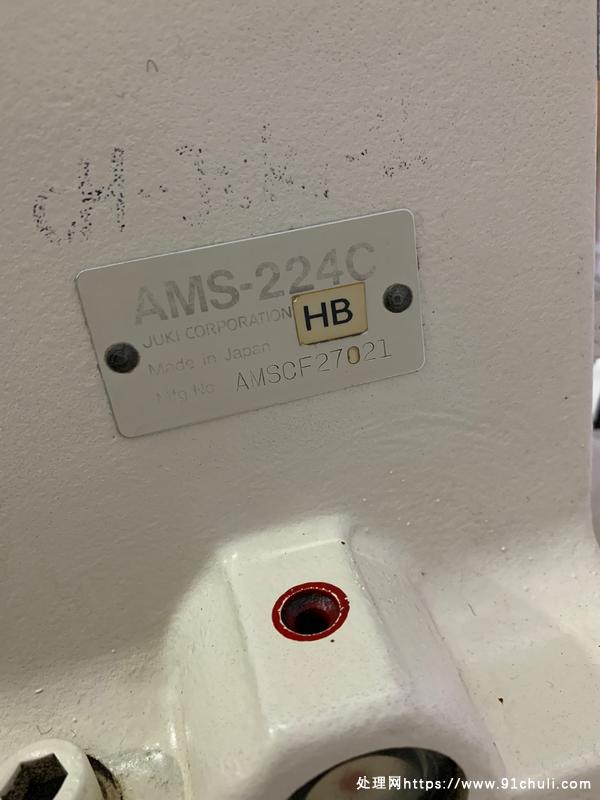 AMS-224C
JUKI CORPORATION HB
Made in Japan
Mfg No AMSCF27021
处理网https://www.91chuli.com/